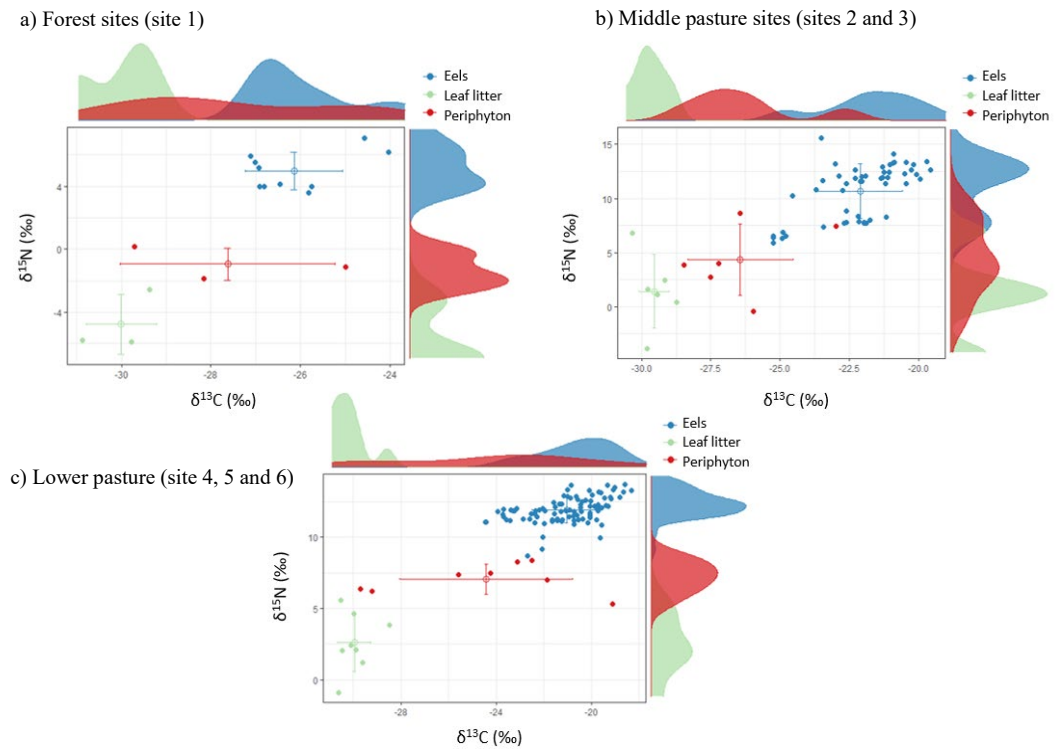 a) Forest sites (site 1)
Eels
Leaf litter
Periphyton
4
0
-4
δ15N (‰)
-30
-28
-26
-24
δ13C (‰)
b) Middle pasture sites (sites 2 and 3)
Eels
Leaf litter
Periphyton
15
10
5
0
δ15N (‰)
-30.0
-27.5
-25.0
-22.5
-20.0
δ13C (‰)
c) Lower pasture (site 4, 5 and 6)
Eels
Leaf litter
Periphyton
10
5
0
δ15N (‰)
-28
-24
-20
δ13C (‰)